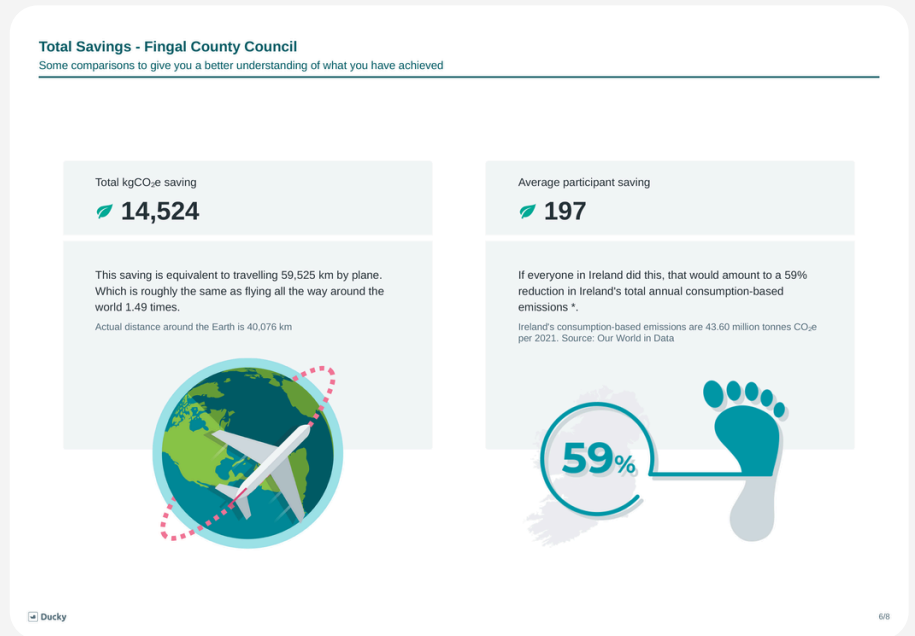 Total Savings - Fingal County Council
Some comparisons to give you a better understanding of what you have achieved
Total kgCO₂e saving
14,524
This saving is equivalent to travelling 59,525 km by plane.
Which is roughly the same as flying all the way around the
world 1.49 times.
Actual distance around the Earth is 40,076 km
Average participant saving
197
If everyone in Ireland did this, that would amount to a 59%
reduction in Ireland's total annual consumption-based
emissions *.
Ireland's consumption-based emissions are 43.60 million tonnes CO₂e
per 2021. Source: Our World in Data
59%
Ducky
6/8